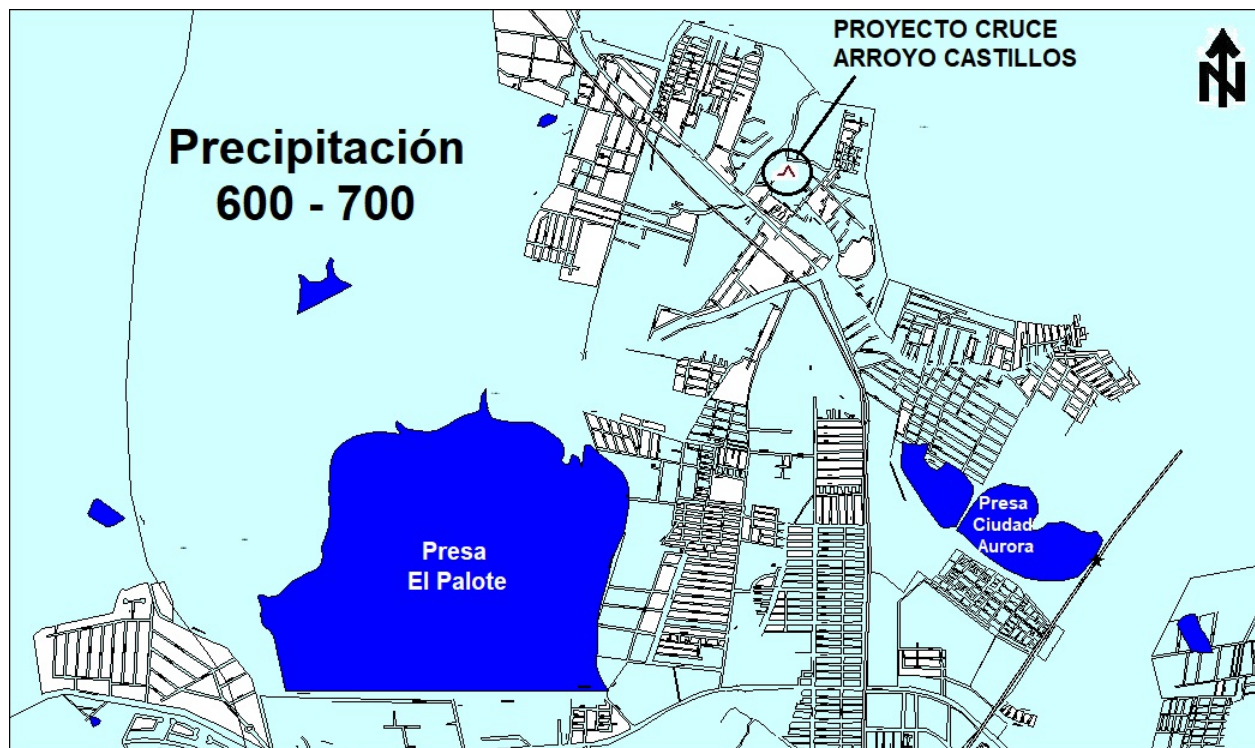 PROYECTO CRUCE
ARROYO CASTILLOS
N
Precipitación
600 - 700
Presa
Ciudad
Aurora
Presa
El Palote